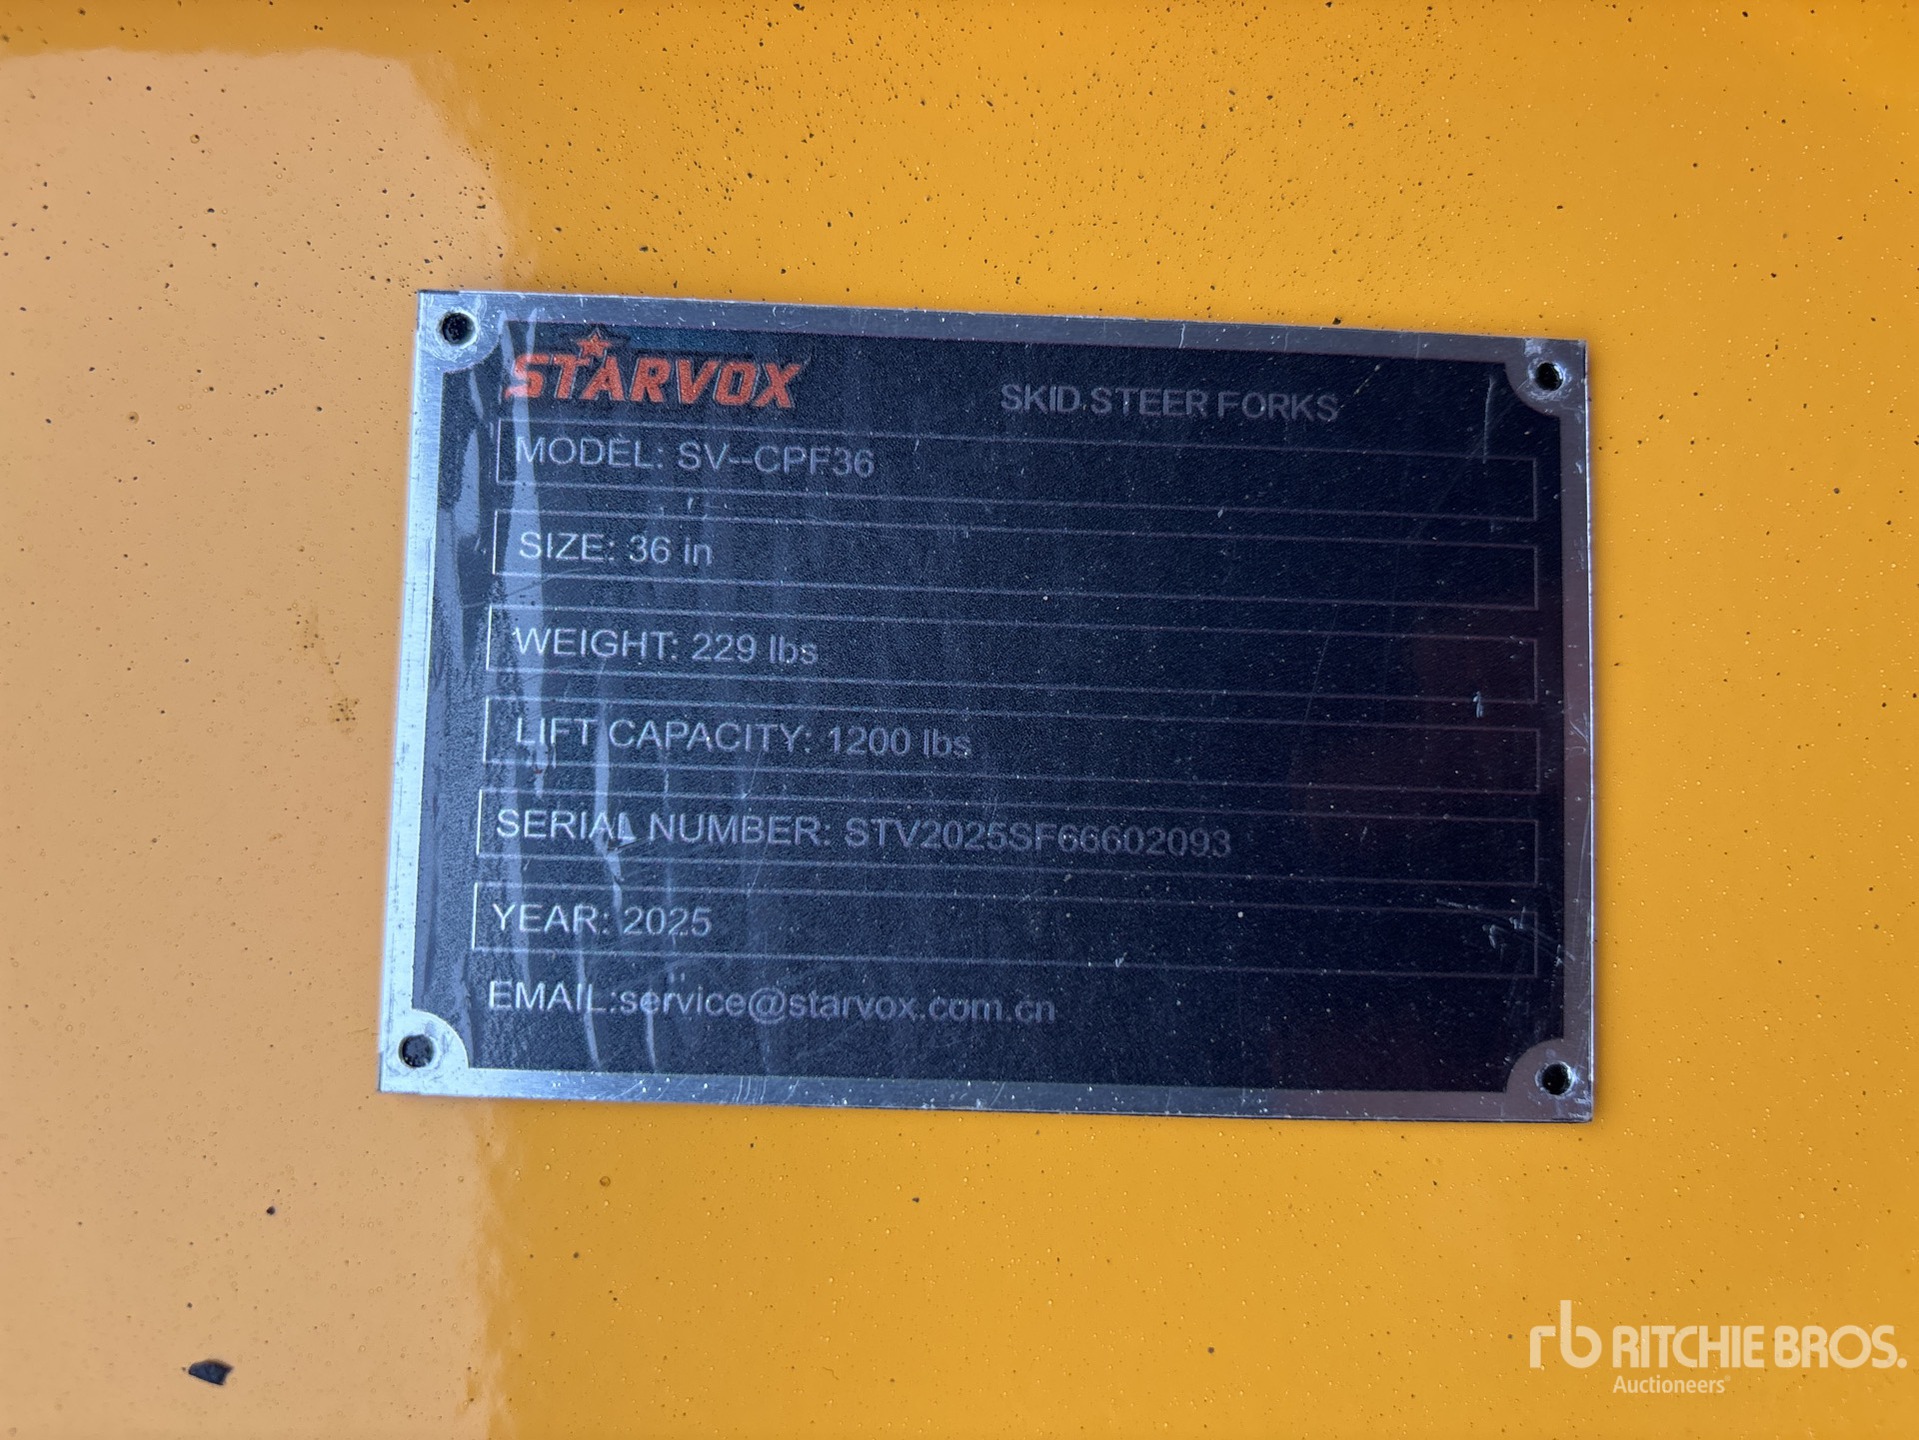 STARVOX
SKID STEER FORKS
MODEL: SV--CPF36
SIZE: 36 in
WEIGHT: 229 lbs
LIFT CAPACITY: 1200 lbs
SERIAL NUMBER: STV2025SF66602093
YEAR: 2025
EMAIL:service@starvox.com.cn
rb RITCHIE BROS.
Auctioneers